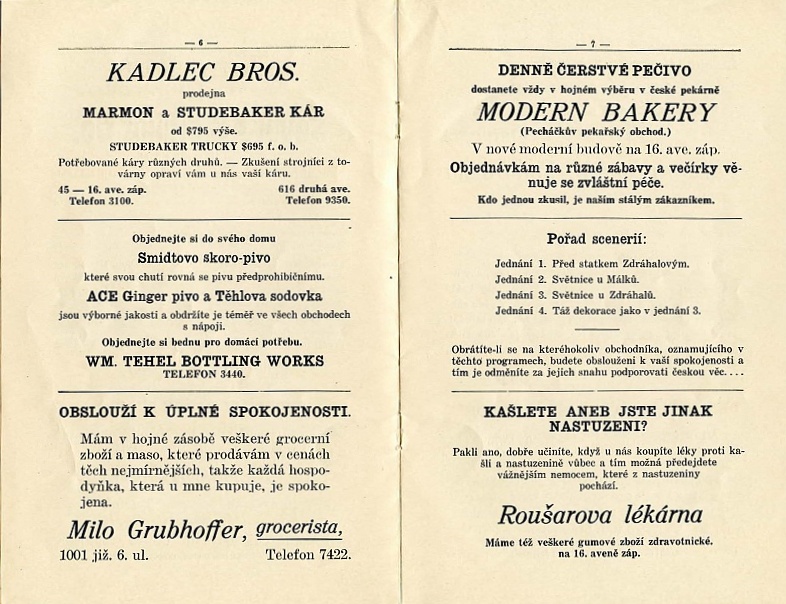 — 6 —
KADLEC BROS.
prodejna
MARMON a STUDEBAKER KÁR
od $795 výše.
STUDEBAKER TRUCKY $695 f. o. b.
Potřebované káry různých druhů. — Zkušení strojníci z to-
várny opraví vám u nás vaší káru.
45 — 16. ave. záp. 616 druhá ave.
Telefon 3100. Telefon 9350.
Objednejte si do svého domu
Smidtovo skoro-pivo
které svou chutí rovná se pivu předprohibičnímu.
ACE Ginger pivo a Těhlova sodovka
jsou výborné jakosti a obdržíte je téměř ve všech obchodech
s nápoji.
Objednejte si bednu pro domácí potřebu.
WM. TEHEL BOTTLING WORKS
TELEFON 3440.
OBSLOUŽÍ K ÚPLNÉ SPOKOJENOSTI.
Mám v hojné zásobě veškeré grocerní
zboží a maso, které prodávám v cenách
těch nejmírnějších, takže každá hospo-
dyňka, která u mne kupuje, je spoko-
jena.
Milo Grubhoffer, grocerista,
1001 již. 6. ul. Telefon 7422.
— 7 —
DENNĚ ČERSTVÉ PEČIVO
dostanete vždy v hojném výběru v české pekárně
MODERN BAKERY
(Pecháčkův pekařský obchod.)
V nové moderní budově na 16. ave. záp.
Objednávkám na různé zábavy a večírky vě-
nuje se zvláštní péče.
Kdo jednou zkusil, je naším stálým zákazníkem.
Pořad scenerií:
Jednání 1. Před statkem Zdráhalovým.
Jednání 2. Světnice u Málků.
Jednání 3. Světnice u Zdráhalů.
Jednání 4. Táž dekorace jako v jednání 3.
Obrátíte-li se na kteréhokoliv obchodníka, oznamujícího v
těchto programech, budete obslouženi k vaší spokojenosti a
tím je odměníte za jejich snahu podporovati českou věc....
KAŠLETE ANEB JSTE JINAK
NASTUZENI?
Pakli ano, dobře učiníte, když u nás koupíte léky proti ka-
šli a nastuzenině vůbec a tím možná předejdete
vážnějším nemocem, které z nastuzeniny
pochází.
Roušarova lékárna
Máme též veškeré gumové zboží zdravotnické.
na 16. aveně záp.